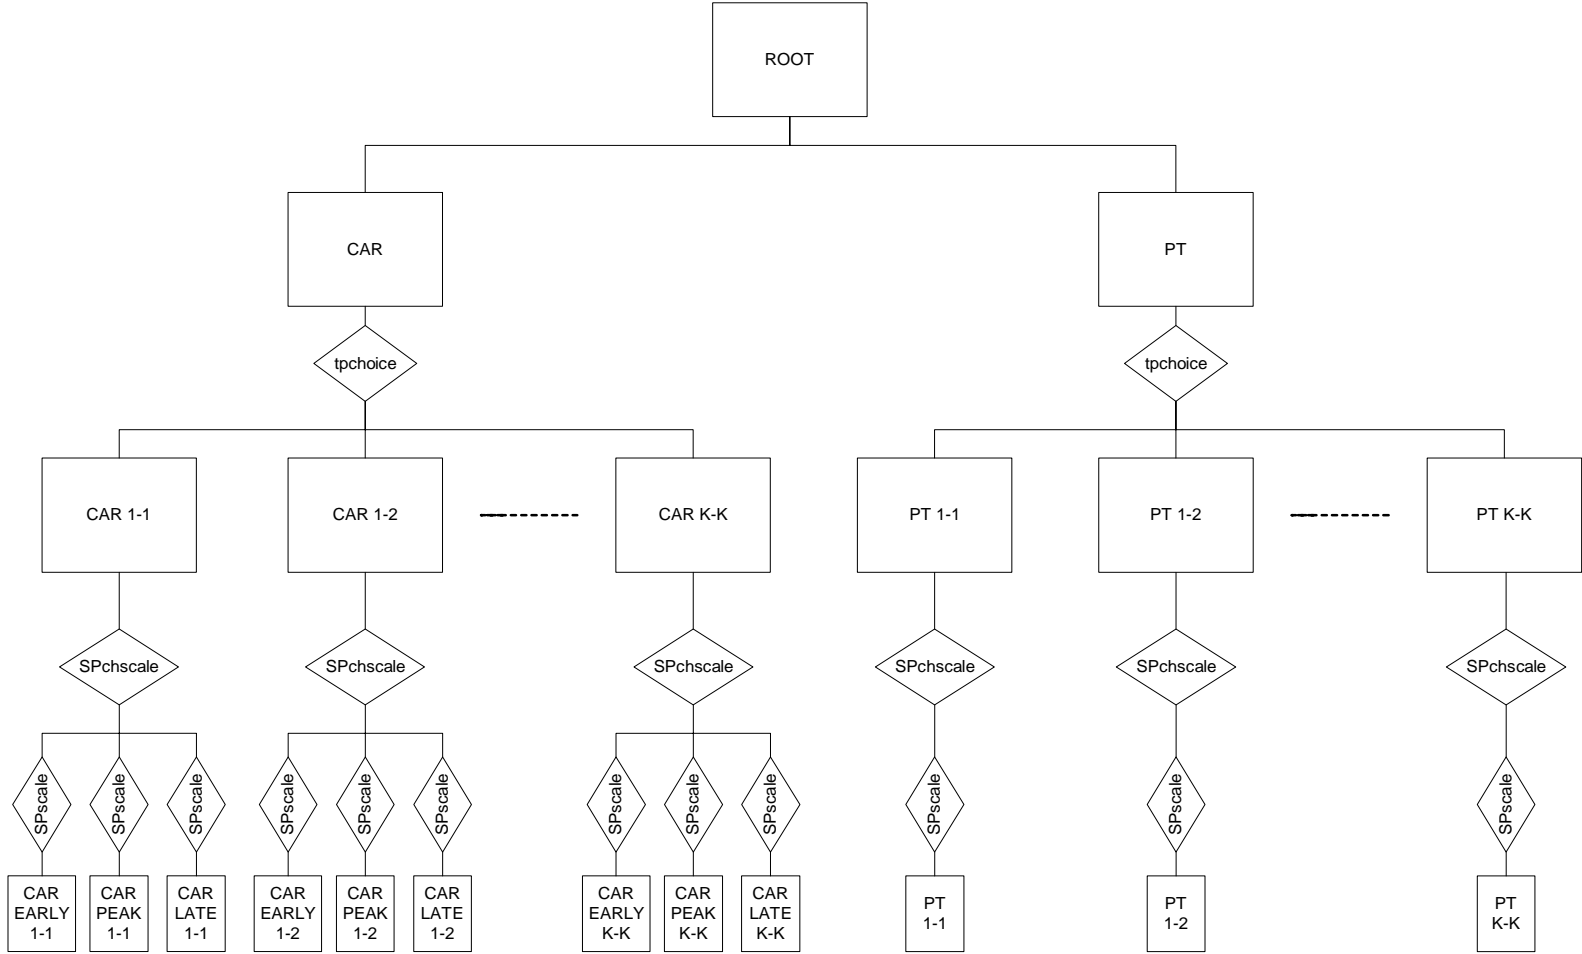 ROOT
CAR
PT
tpchoice
tpchoice
CAR 1-1
CAR 1-2
CAR K-K
PT 1-1
PT 1-2
PT K-K
SPchscale
SPchscale
SPchscale
SPchscale
SPchscale
SPchscale
SPscale
SPscale
SPscale
SPscale
SPscale
SPscale
SPscale
SPscale
SPscale
SPscale
SPscale
SPscale
CAR
EARLY
1-1
CAR
PEAK
1-1
CAR
LATE
1-1
CAR
EARLY
1-2
CAR
PEAK
1-2
CAR
LATE
1-2
CAR
EARLY
K-K
CAR
PEAK
K-K
CAR
LATE
K-K
PT
1-1
PT
1-2
PT
K-K